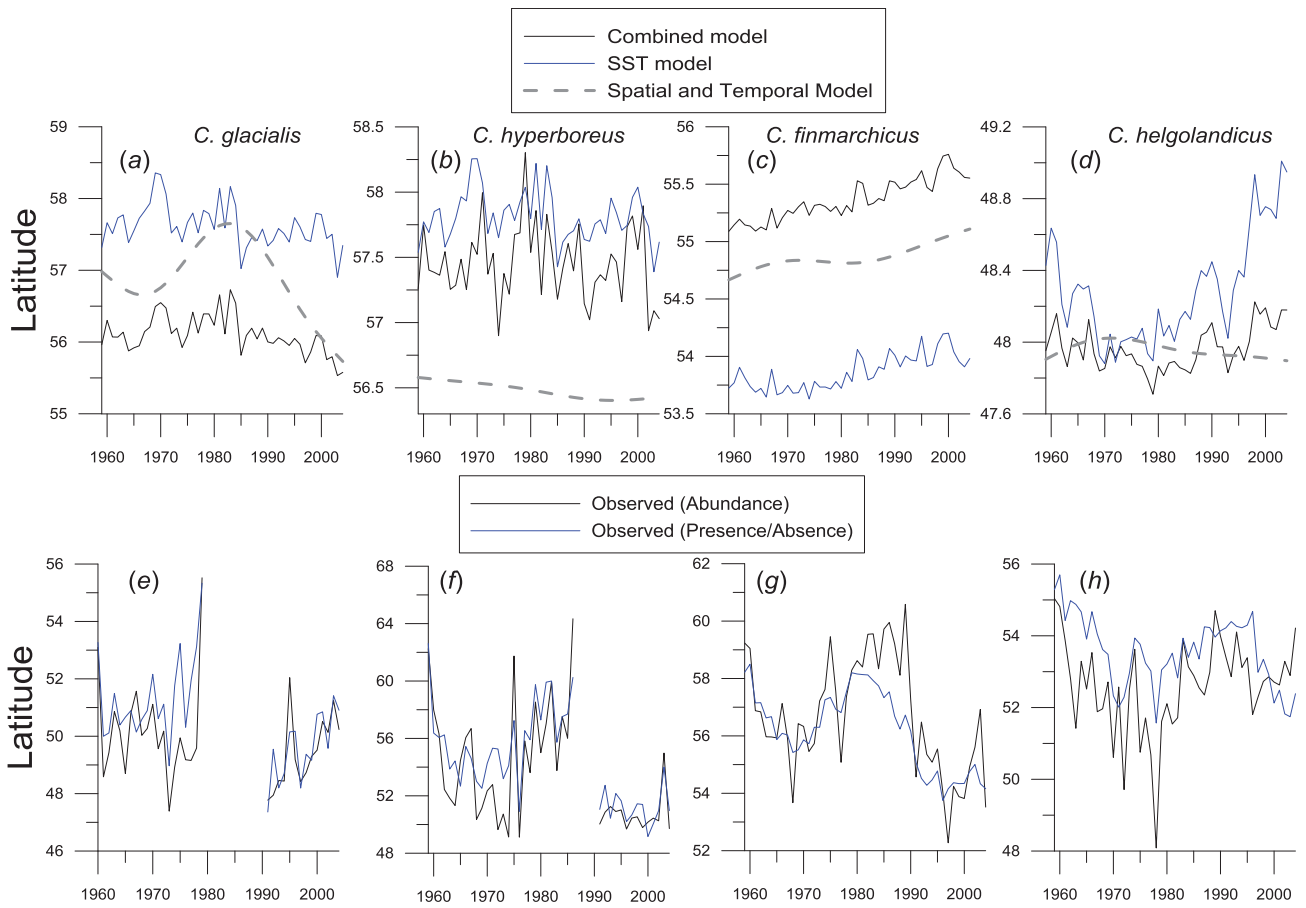 Combined model
SST model
Spatial and Temporal Model
C. glacialis
C. hyperboreus
C. finmarchicus
C. helgolandicus
(a)
(b)
(c)
(d)
Latitude
59
58
57
56
55
58.5
58
57.5
57
56.5
56
55.5
55
54.5
54
53.5
49.2
48.8
48.4
48
47.6
1960 1970 1980 1990 2000
1960 1970 1980 1990 2000
1960 1970 1980 1990 2000
1960 1970 1980 1990 2000
Observed (Abundance)
Observed (Presence/Absence)
(e)
(f)
(g)
(h)
Latitude
56
54
52
50
48
46
68
64
60
56
52
48
62
60
58
56
54
52
56
54
52
50
48
1960 1970 1980 1990 2000
1960 1970 1980 1990 2000
1960 1970 1980 1990 2000
1960 1970 1980 1990 2000